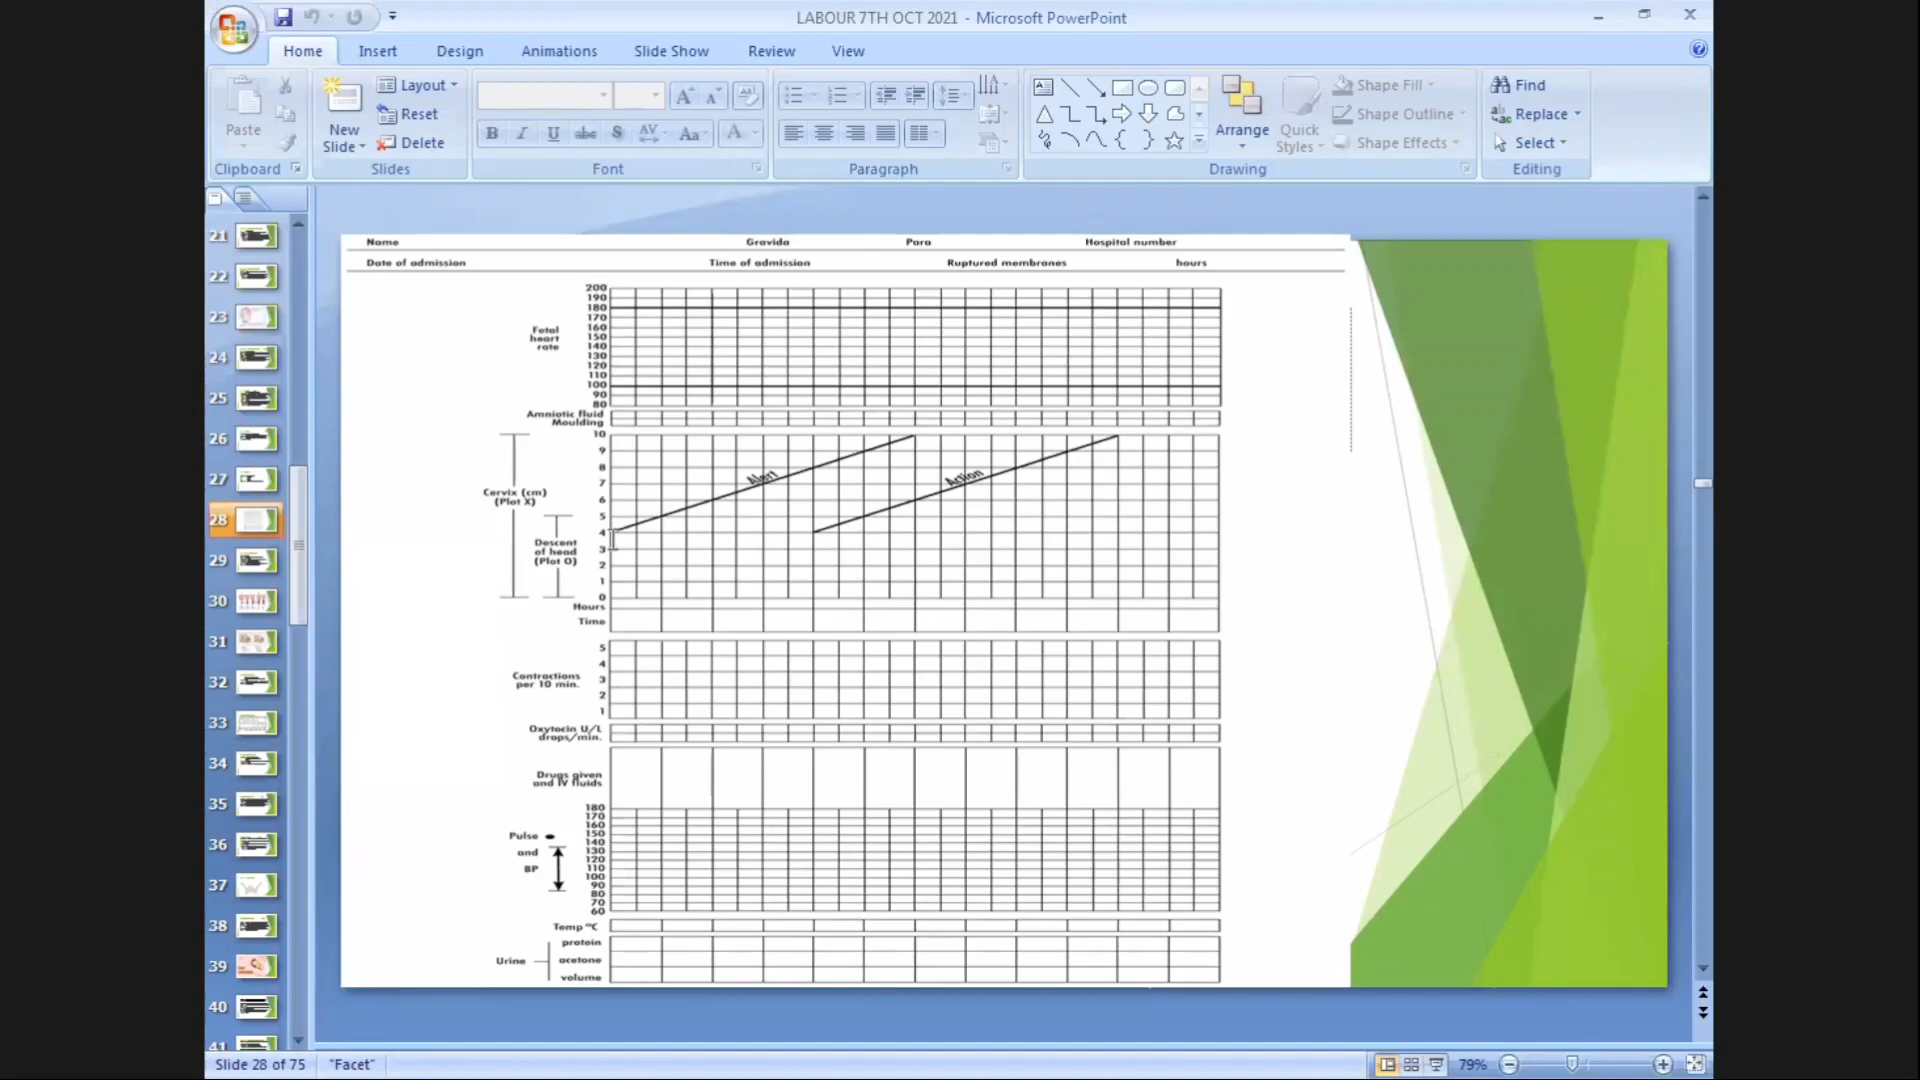 LABOUR 7TH OCT 2021 - Microsoft PowerPoint
Home Insert Design Animations Slide Show Review View
Paste
Clipboard
New Slide
Layout
Reset
Delete
Slides
B I U abc S AV Aa A
Font
Paragraph
Arrange
Quick Styles
Shape Fill
Shape Outline
Shape Effects
Drawing
Find
Replace
Select
Editing
21
22
23
24
25
26
27
28
29
30
31
32
33
34
35
36
37
38
39
40
41
Name Gravida Para Hospital number
Date of admission Time of admission Ruptured membranes hours
Fetal heart rate
200
190
180
170
160
150
140
130
120
110
100
90
80
Amniotic fluid
Moulding
Cervix (cm)
(Plot X)
Descent
of head
(Plot O)
10
9
8
7
6
5
4
3
2
1
0
Alert
Action
Hours
Time
Contractions
per 10 min.
5
4
3
2
1
Oxytocin U/L
drops/min.
Drugs given
and IV fluids
Pulse
and
BP
180
170
160
150
140
130
120
110
100
90
80
70
60
Temp °C
Urine
protein
acetone
volume
Slide 28 of 75 "Facet" 79%